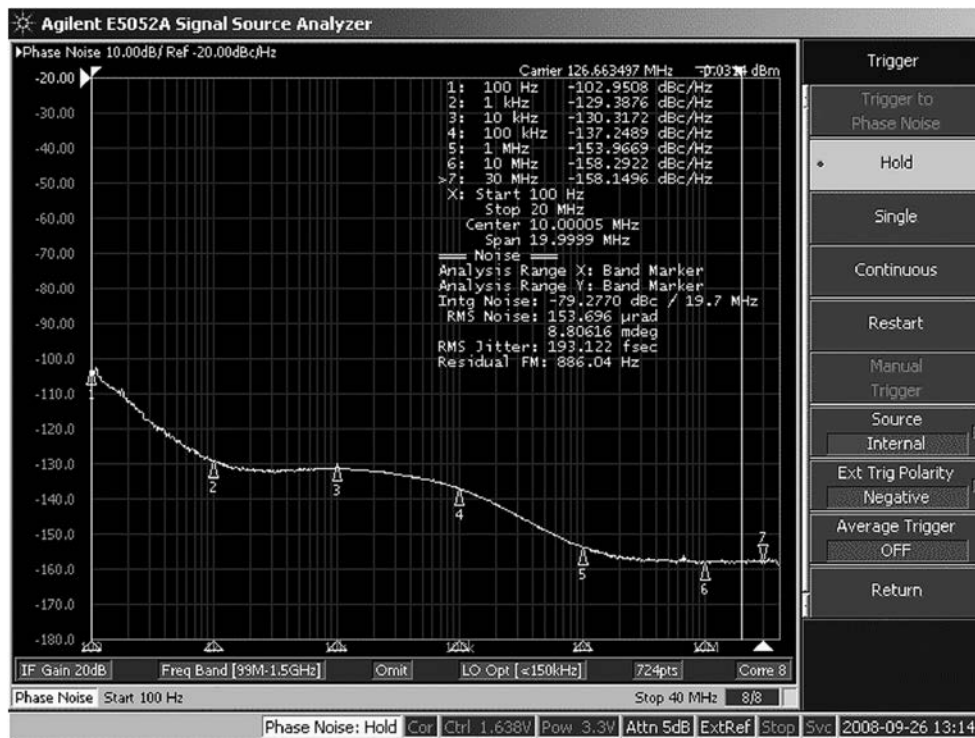 Agilent E5052A Signal Source Analyzer
Phase Noise 10.00dB/ Ref -20.00dBc/Hz
Carrier 126.663497 MHz
dBm
1: 100 Hz -102.9508 dBc/Hz
2: 1 kHz -129.3876 dBc/Hz
3: 10 kHz -130.3172 dBc/Hz
4: 100 kHz -137.2489 dBc/Hz
5: 1 MHz -153.9669 dBc/Hz
6: 10 MHz -158.2922 dBc/Hz
>7: 30 MHz -158.1496 dBc/Hz
X: Start 100 Hz
Stop 20 MHz
Center 10.00005 MHz
Span 19.9999 MHz
Noise
Analysis Range X: Band Marker
Analysis Range Y: Band Marker
Intg Noise: -79.2770 dBc / 19.7 MHz
RMS Noise: 153.696 µrad
8.80616 mdeg
RMS Jitter: 193.122 fsec
Residual FM: 886.04 Hz
-20.00
-30.00
-40.00
-50.00
-60.00
-70.00
-80.00
-90.00
-100.0
-110.0
-120.0
-130.0
-140.0
-150.0
-160.0
-170.0
-180.0
1
2
3
4
5
6
7
IF Gain 20dB
Freq Band [99M-1.5GHz]
Omit
LO Opt [<150kHz]
724pts
Corre 8
Phase Noise Start 100 Hz
Stop 40 MHz
8/8
Trigger
Trigger to
Phase Noise
Hold
Single
Continuous
Restart
Manual
Trigger
Source
Internal
Ext Trig Polarity
Negative
Average Trigger
OFF
Return
Phase Noise: Hold
Cor
Ctrl 1.638V
Pow 3.3V
Attn 5dB
ExtRef
Stop
Svc
2008-09-26 13:14